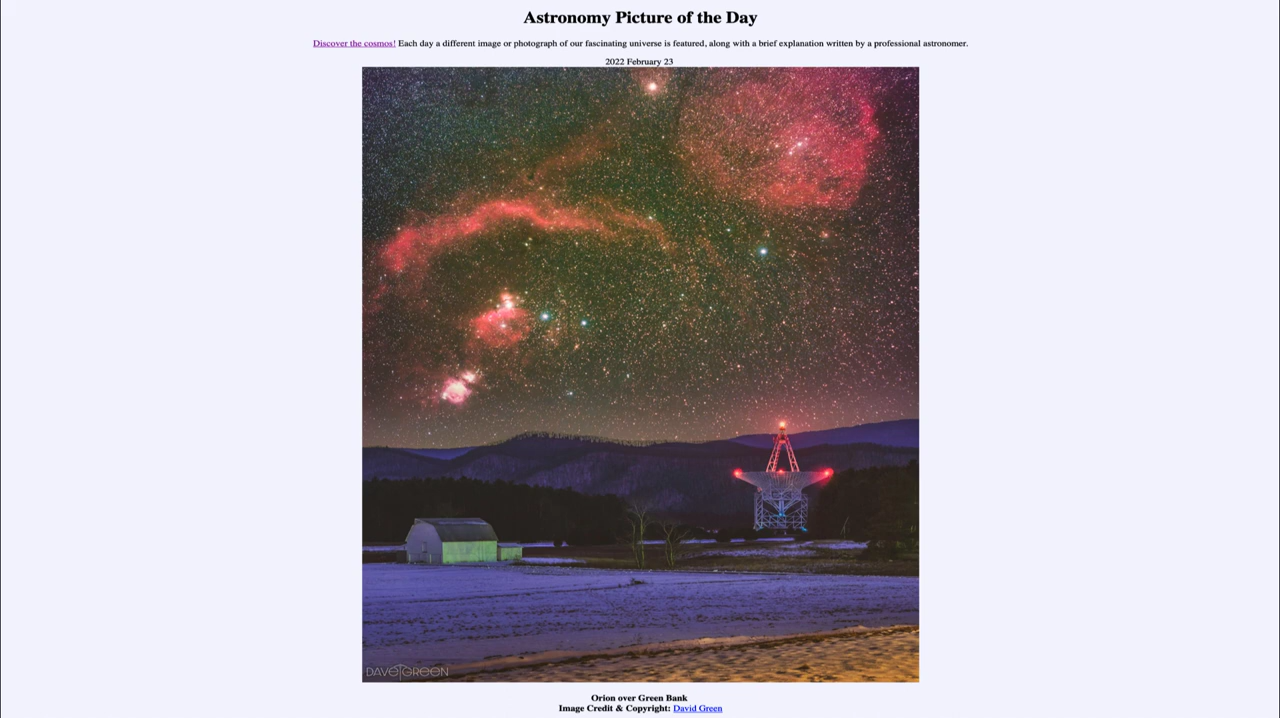 Astronomy Picture of the Day
Discover the cosmos! Each day a different image or photograph of our fascinating universe is featured, along with a brief explanation written by a professional astronomer.
2022 February 23
DAVE GREEN
Orion over Green Bank
Image Credit & Copyright: David Green